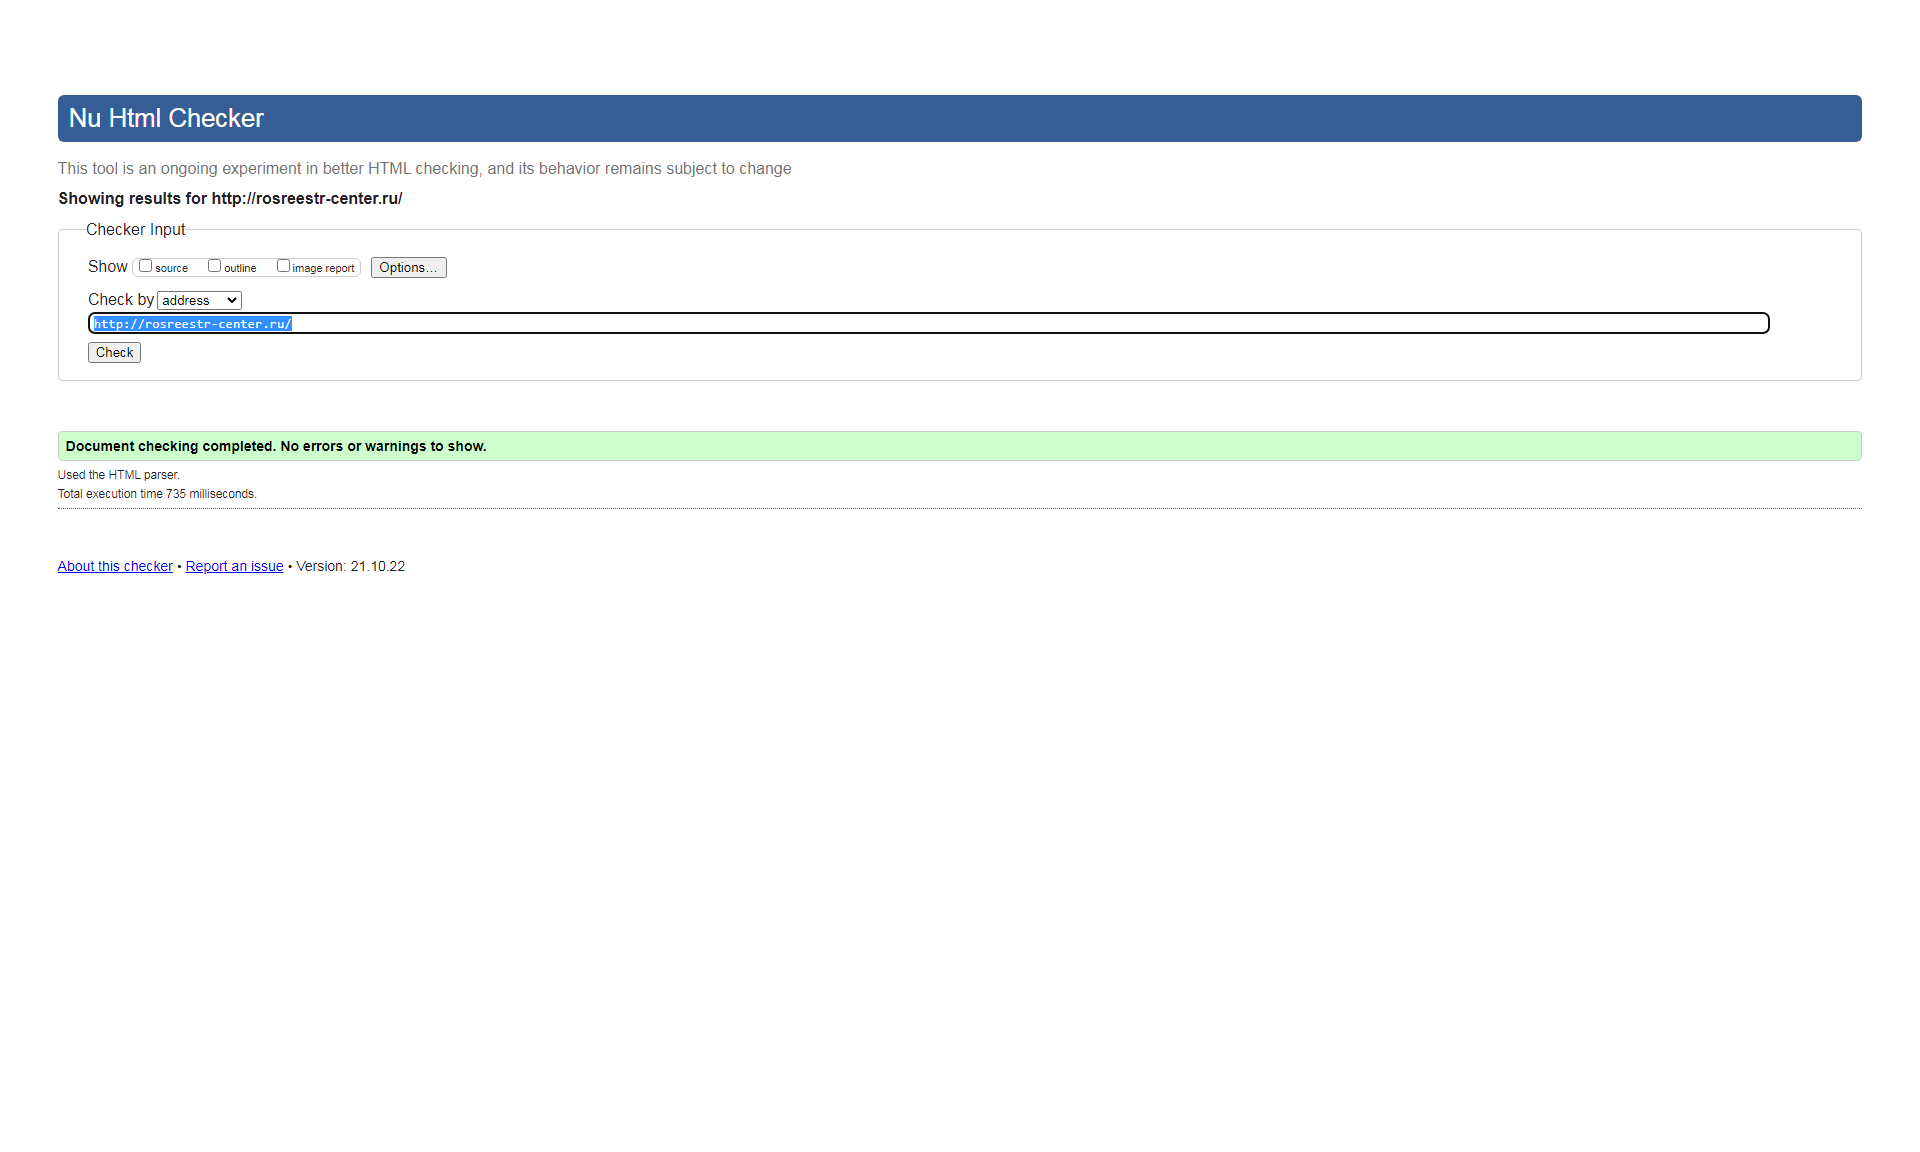 Nu Html Checker
This tool is an ongoing experiment in better HTML checking, and its behavior remains subject to change
Showing results for http://rosreestr-center.ru/
Checker Input
Show source outline image report Options...
Check by address
http://rosreestr-center.ru/
Check
Document checking completed. No errors or warnings to show.
Used the HTML parser.
Total execution time 735 milliseconds.
About this checker • Report an issue • Version: 21.10.22